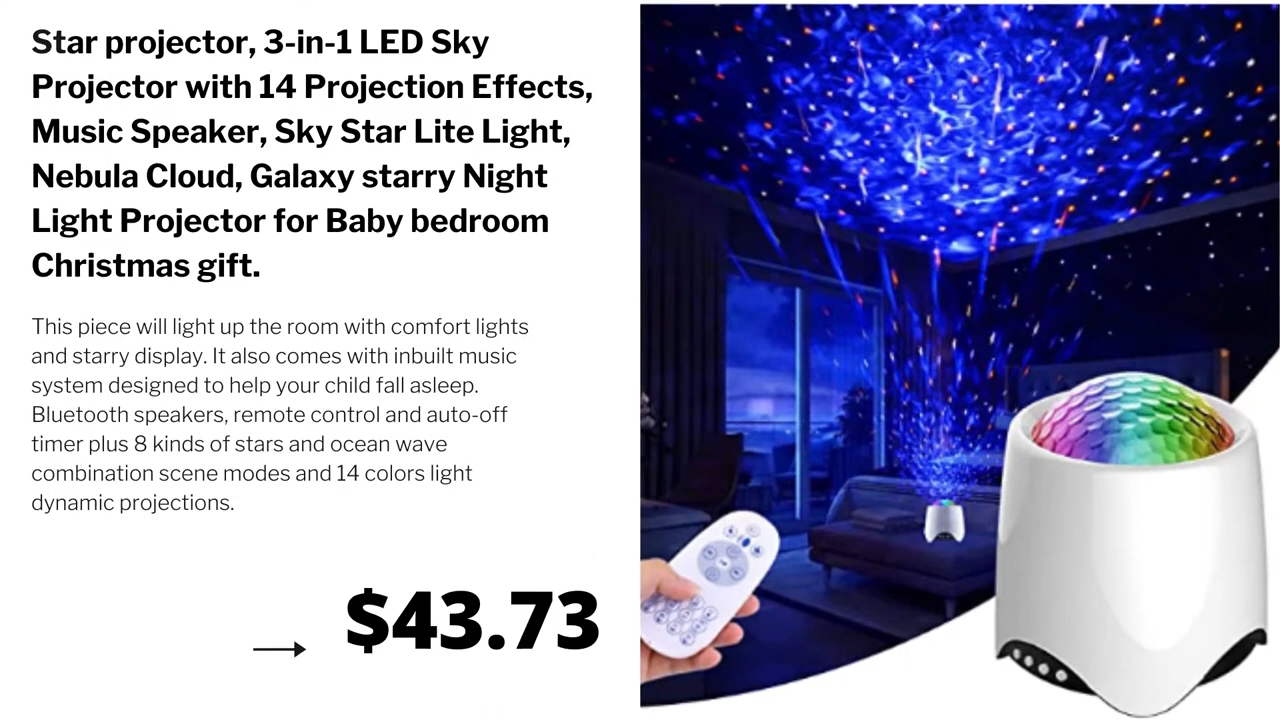 Star projector, 3-in-1 LED Sky
Projector with 14 Projection Effects,
Music Speaker, Sky Star Lite Light,
Nebula Cloud, Galaxy starry Night
Light Projector for Baby bedroom
Christmas gift.
This piece will light up the room with comfort lights
and starry display. It also comes with inbuilt music
system designed to help your child fall asleep.
Bluetooth speakers, remote control and auto-off
timer plus 8 kinds of stars and ocean wave
combination scene modes and 14 colors light
dynamic projections.
$43.73